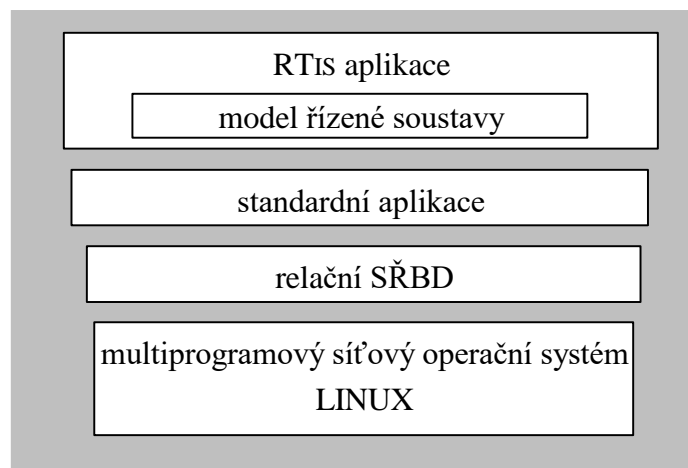 RTIS aplikace
model řízené soustavy
standardní aplikace
relační SŘBD
multiprogramový síťový operační systém
LINUX